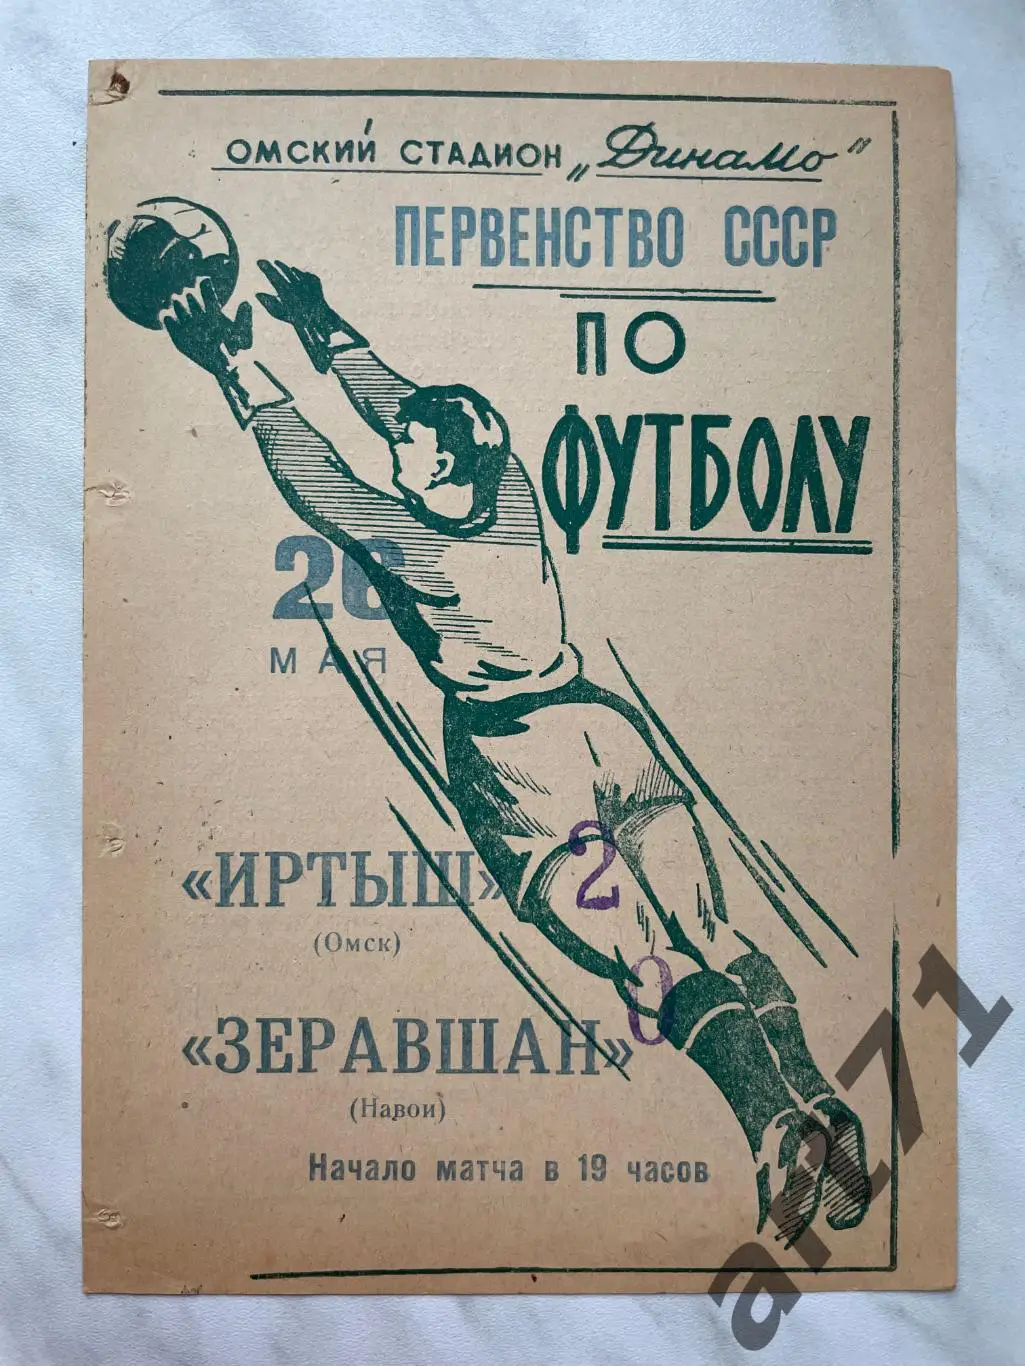 ОМСКИЙ СТАДИОН „Динамо"
ПЕРВЕНСТВО СССР
ПО
ФУТБОЛУ
26
МАЯ
«ИРТЫШ» 2
(Омск)
«ЗЕРАВШАН» 0
(Навои)
Начало матча в 19 часов
art71